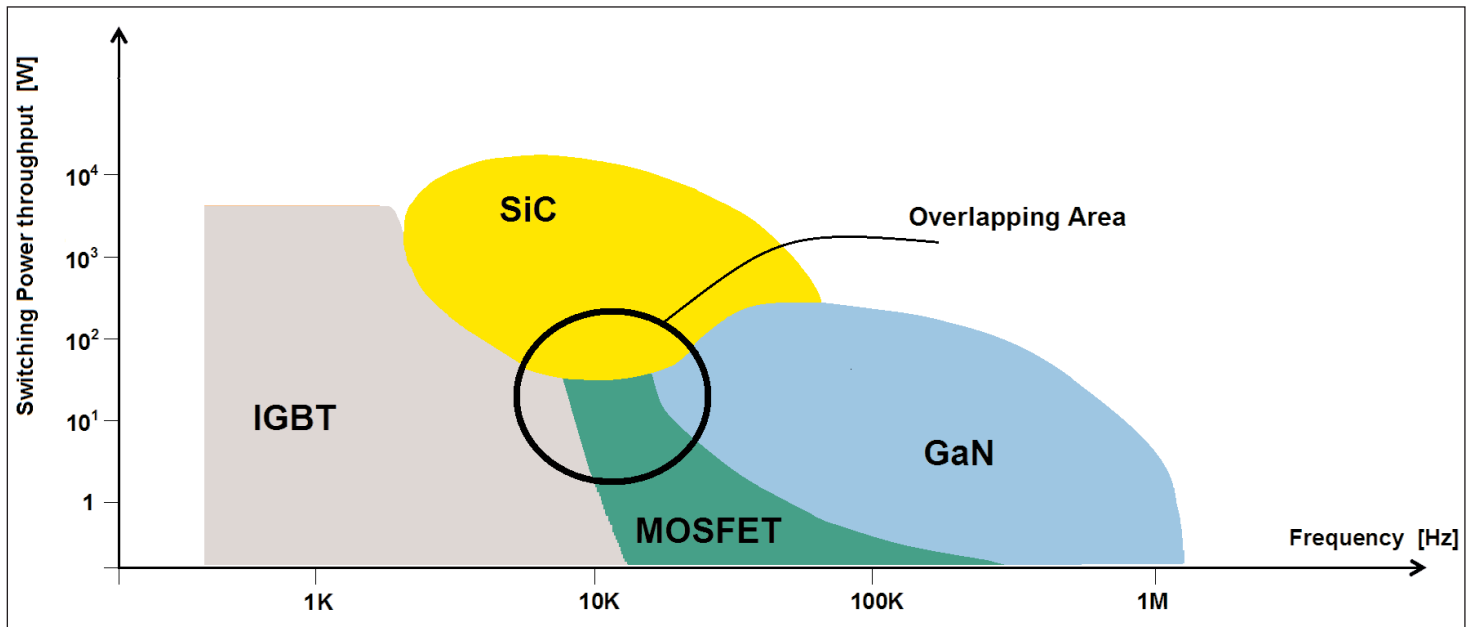 Switching Power throughput [W]
10⁴
10³
10²
10¹
1
SiC
Overlapping Area
IGBT
GaN
MOSFET
Frequency [Hz]
1K
10K
100K
1M